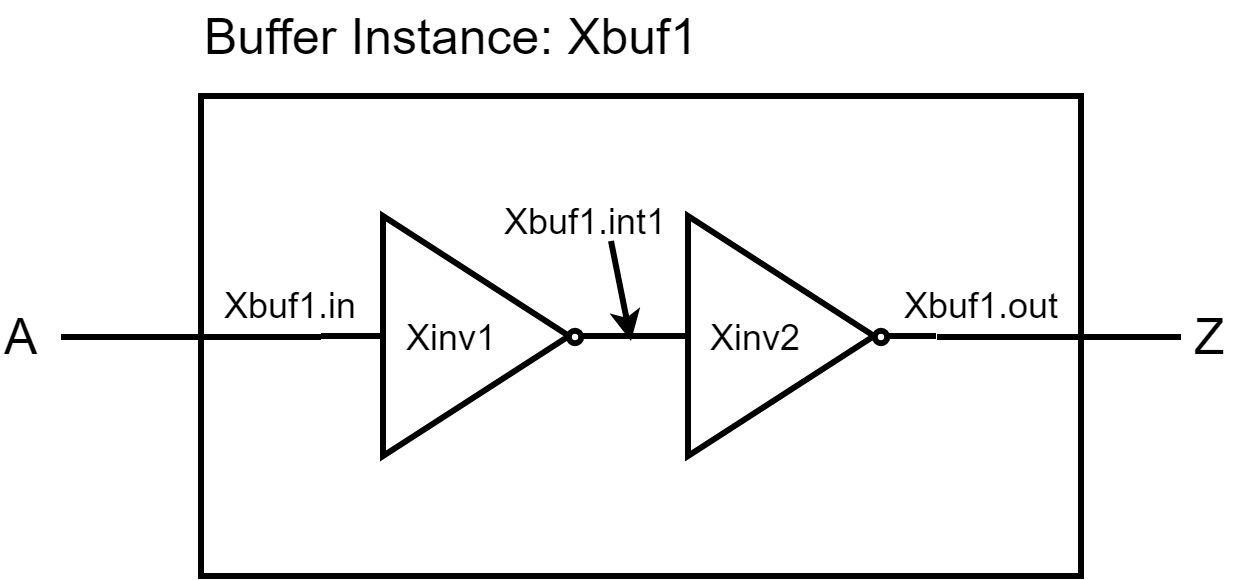 Buffer Instance: Xbuf1
Xbuf1.int1
Xbuf1.in
Xbuf1.out
A
Xinv1
Xinv2
Z